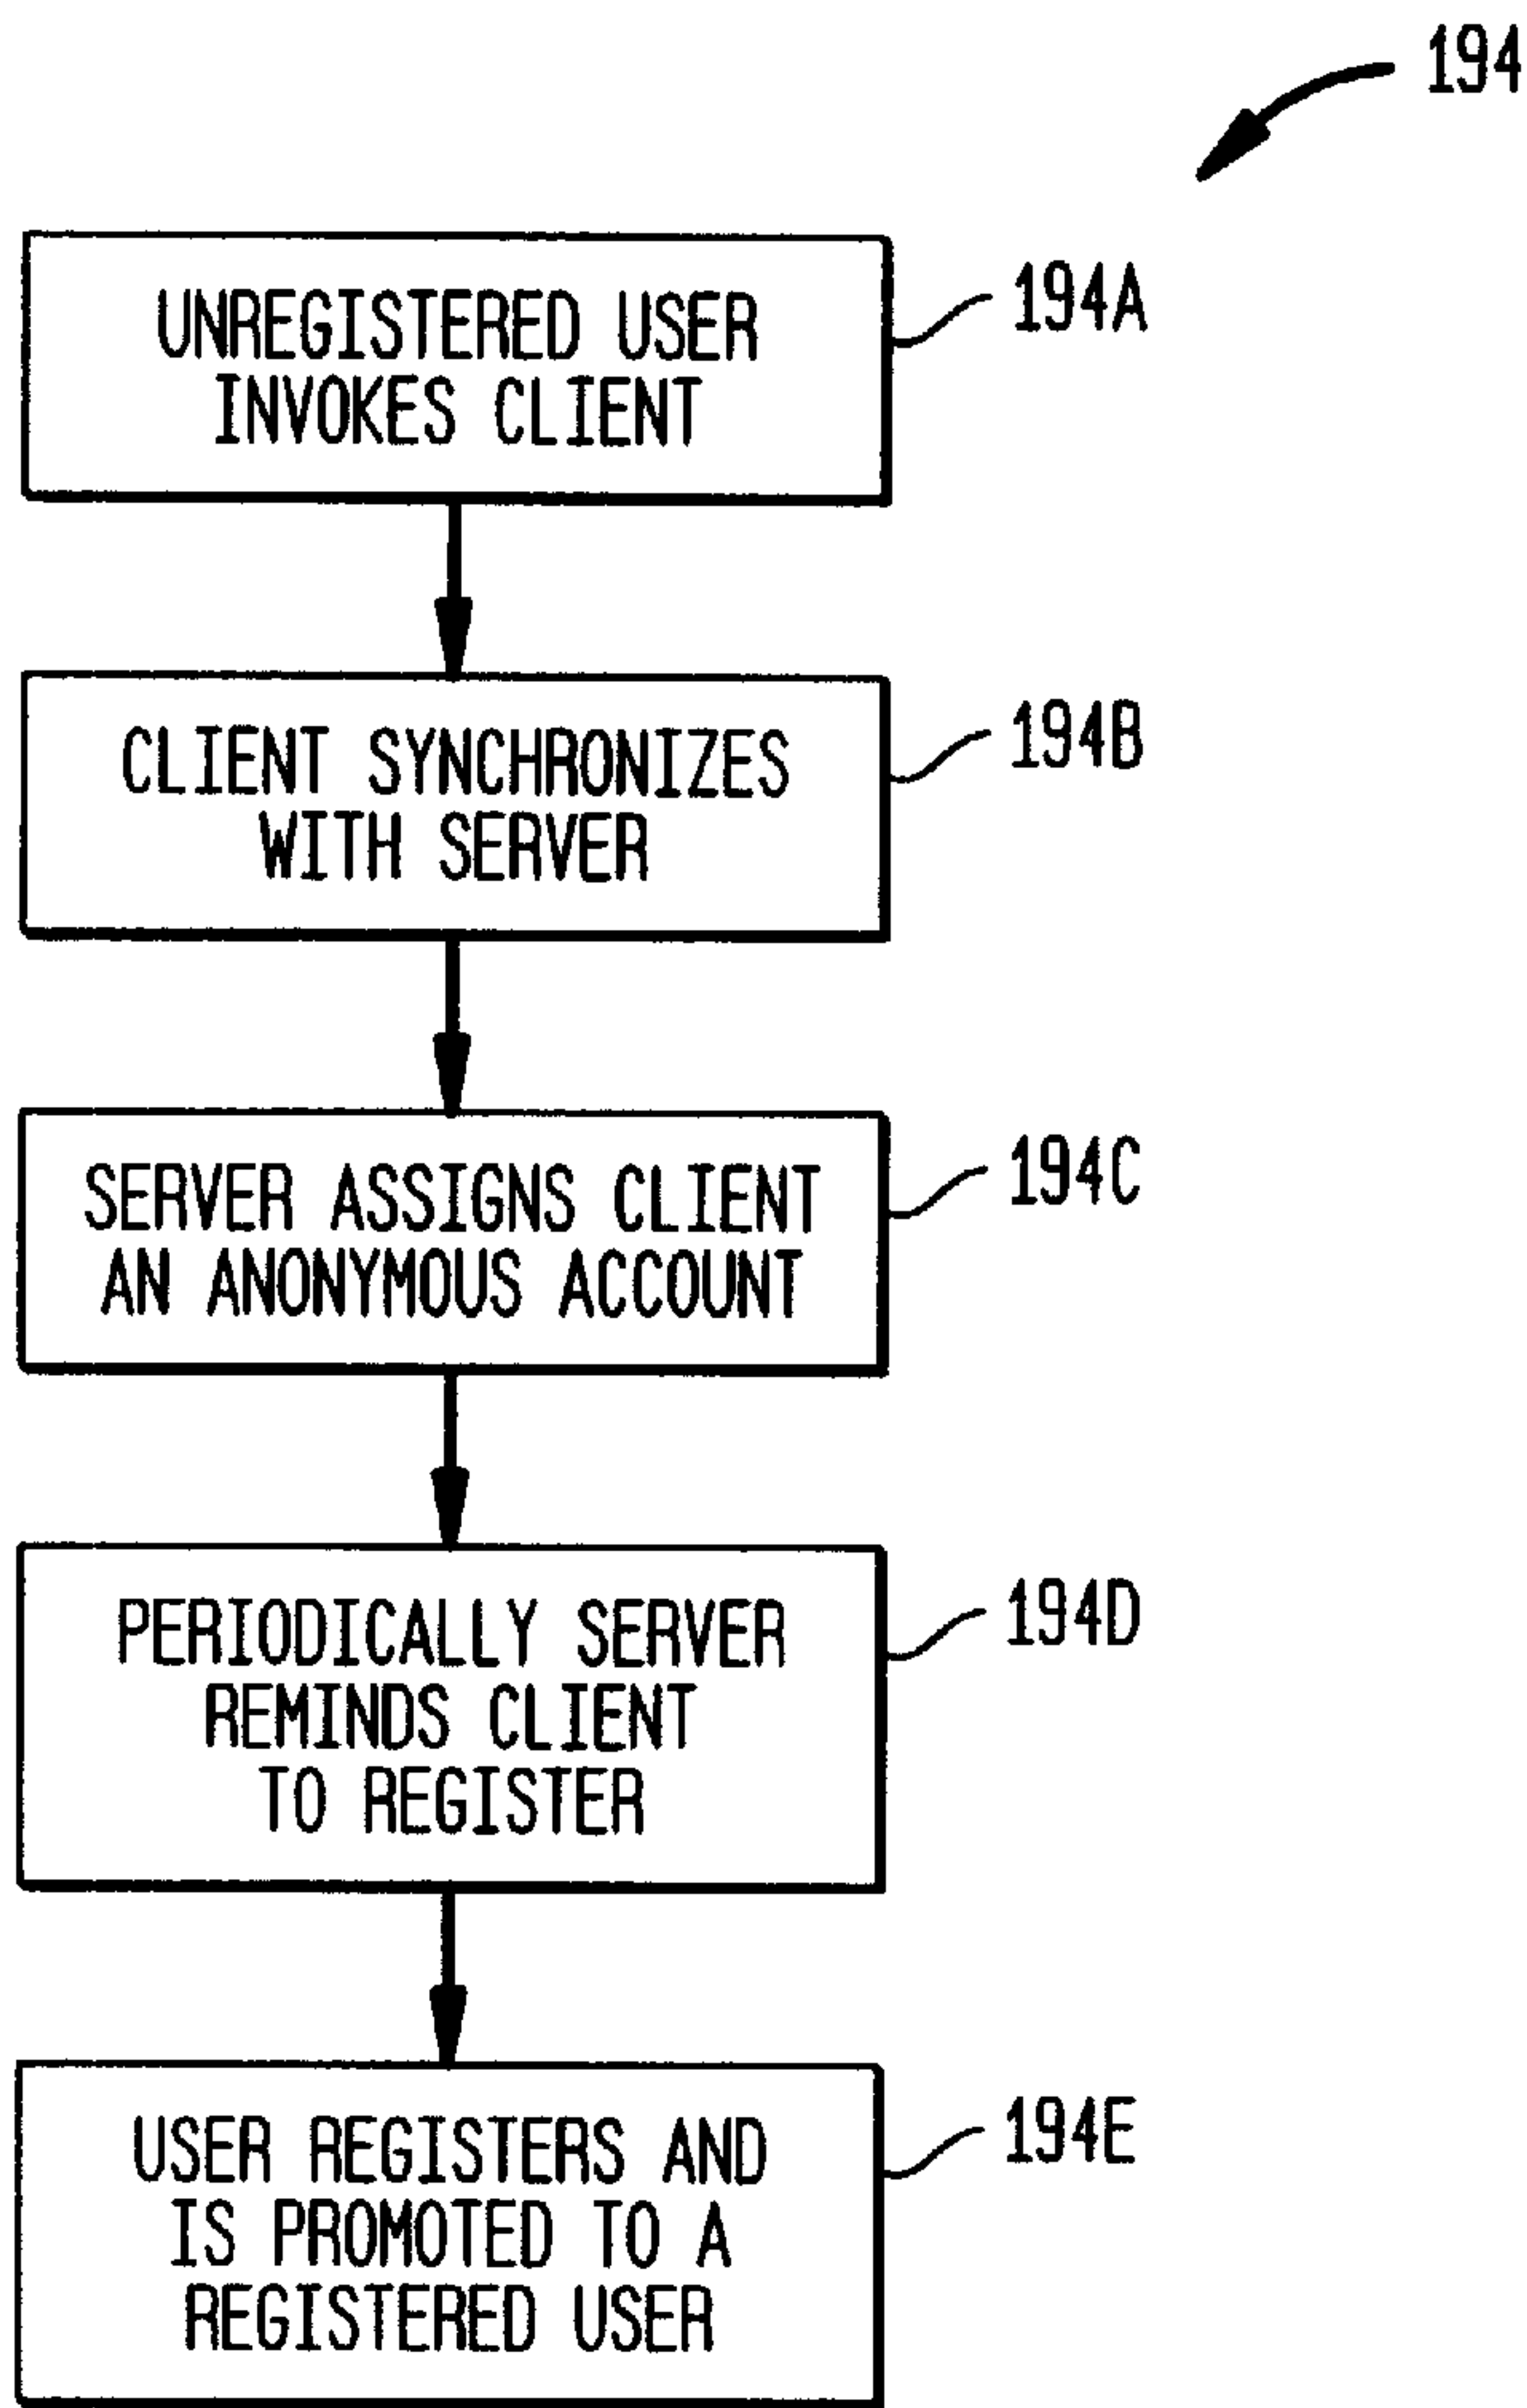 194
UNREGISTERED USER
INVOKES CLIENT
194A
CLIENT SYNCHRONIZES
WITH SERVER
194B
SERVER ASSIGNS CLIENT
AN ANONYMOUS ACCOUNT
194C
PERIODICALLY SERVER
REMINDS CLIENT
TO REGISTER
194D
USER REGISTERS AND
IS PROMOTED TO A
REGISTERED USER
194E